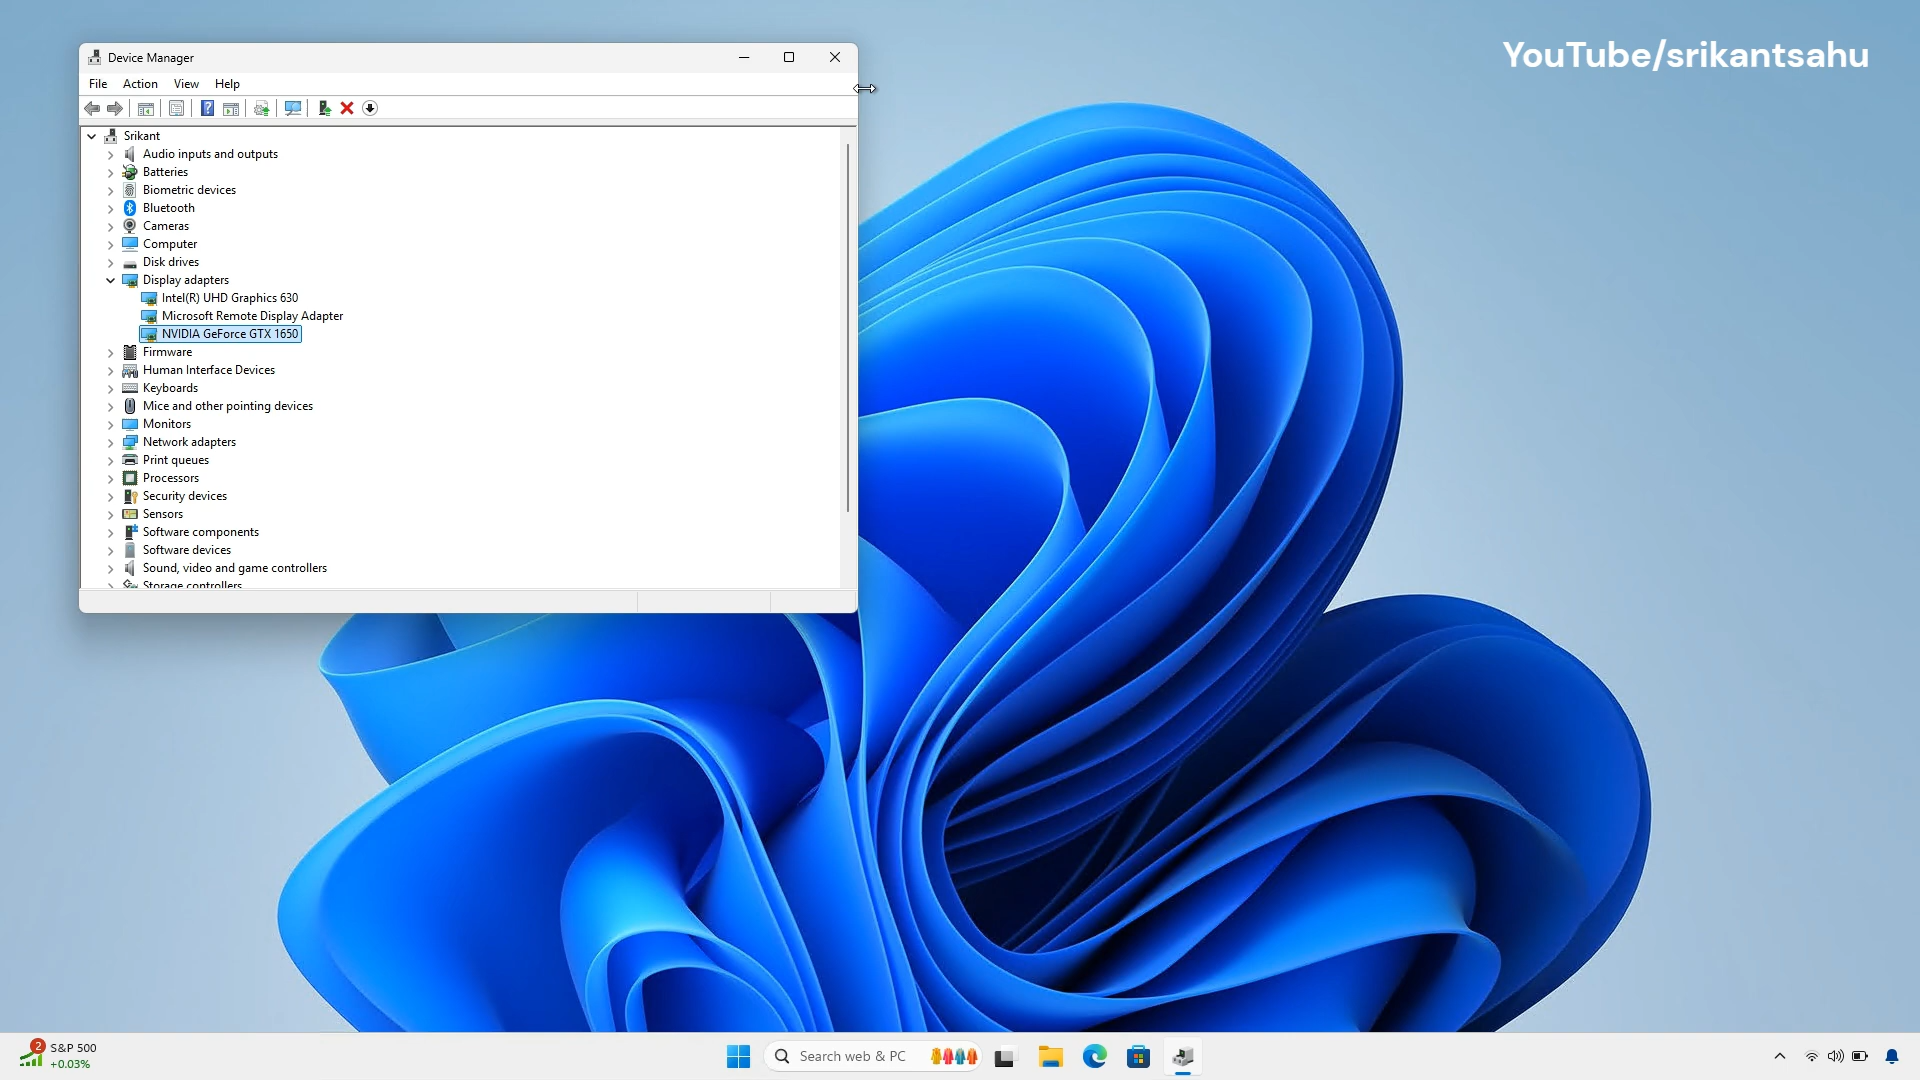 YouTube/srikantsahu
Device Manager
File Action View Help
Srikant
Audio inputs and outputs
Batteries
Biometric devices
Bluetooth
Cameras
Computer
Disk drives
Display adapters
Intel(R) UHD Graphics 630
Microsoft Remote Display Adapter
NVIDIA GeForce GTX 1650
Firmware
Human Interface Devices
Keyboards
Mice and other pointing devices
Monitors
Network adapters
Print queues
Processors
Security devices
Sensors
Software components
Software devices
Sound, video and game controllers
Storage controllers
2
S&P 500
+0.03%
Search web & PC